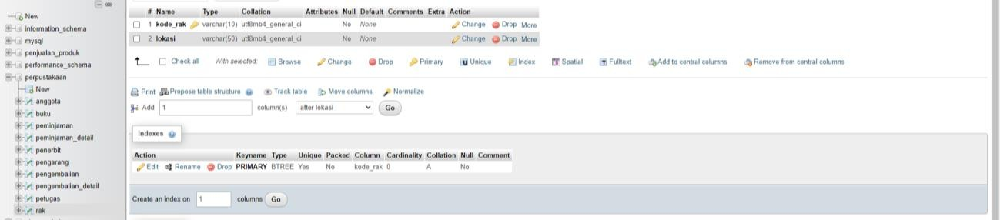 New
information_schema
mysql
penjualan_produk
performance_schema
perpustakaan
New
anggota
buku
peminjaman
peminjaman_detail
penerbit
pengarang
pengembalian
pengembalian_detail
petugas
rak
# Name Type Collation Attributes Null Default Comments Extra Action
1 kode_rak varchar(10) utf8mb4_general_ci No None Change Drop More
2 lokasi varchar(50) utf8mb4_general_ci No None Change Drop More
Check all With selected: Browse Change Drop Primary Unique Index Spatial Fulltext Add to central columns Remove from central columns
Print Propose table structure Track table Move columns Normalize
Add 1 column(s) after lokasi Go
Indexes
Action Keyname Type Unique Packed Column Cardinality Collation Null Comment
Edit Rename Drop PRIMARY BTREE Yes No kode_rak 0 A No
Create an index on 1 columns Go